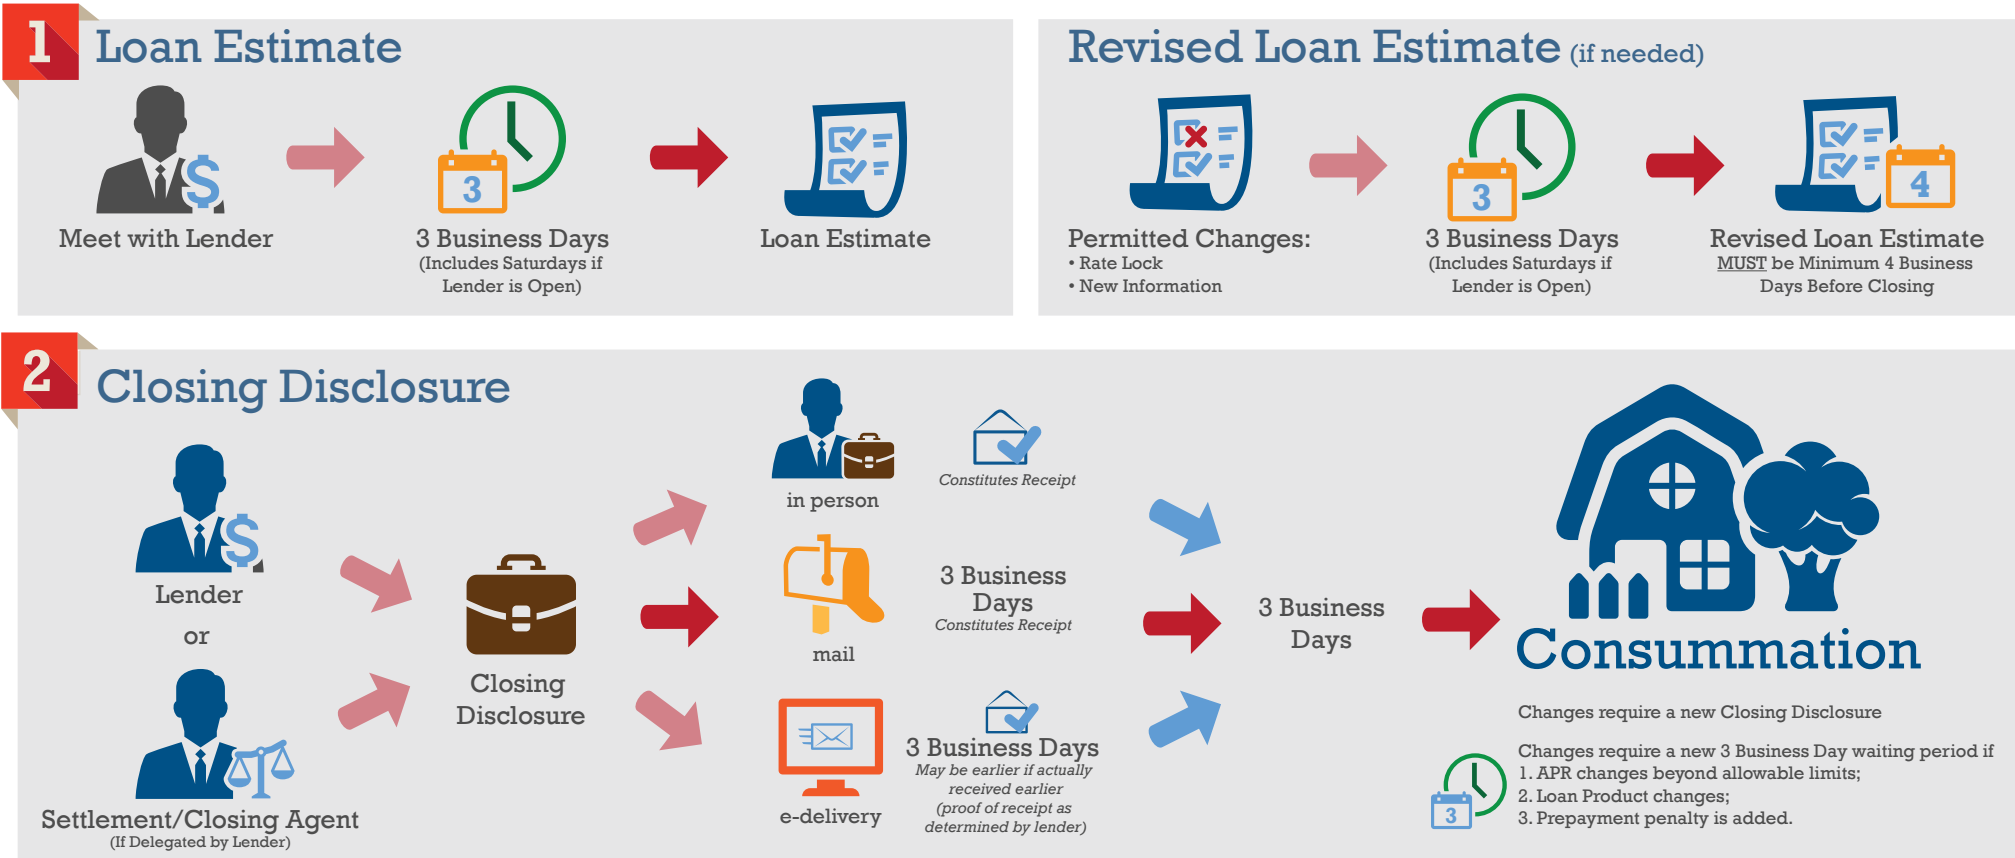 1
Loan Estimate
Meet with Lender
3
3 Business Days
(Includes Saturdays if
Lender is Open)
Loan Estimate
Revised Loan Estimate (if needed)
Permitted Changes:
• Rate Lock
• New Information
3
3 Business Days
(Includes Saturdays if
Lender is Open)
4
Revised Loan Estimate
MUST be Minimum 4 Business
Days Before Closing
2
Closing Disclosure
$
Lender
or
Settlement/Closing Agent
(If Delegated by Lender)
Closing
Disclosure
in person
Constitutes Receipt
mail
3 Business
Days
Constitutes Receipt
e-delivery
3 Business Days
May be earlier if actually
received earlier
(proof of receipt as
determined by lender)
3 Business
Days
Consummation
Changes require a new Closing Disclosure
3
Changes require a new 3 Business Day waiting period if
1. APR changes beyond allowable limits;
2. Loan Product changes;
3. Prepayment penalty is added.